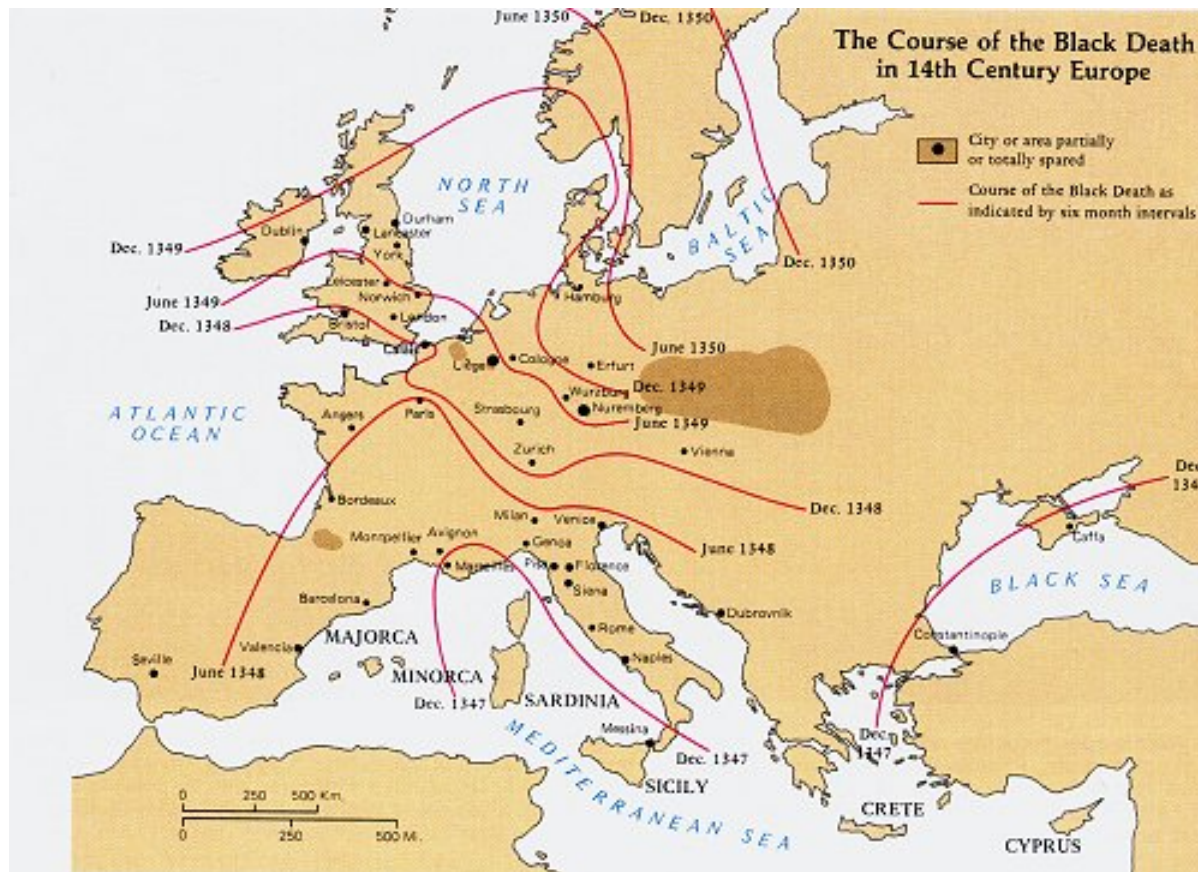 June 1350
Dec. 1350
The Course of the Black Death
in 14th Century Europe
City or area partially
or totally spared
Course of the Black Death as
indicated by six month intervals
NORTH
SEA
BALTIC
SEA
Durham
Lancaster
Dublin
York
Dec. 1349
Leicester
Norwich
June 1349
Dec. 1348
Bristol
London
Calais
Hamburg
Dec. 1350
June 1350
Liege
Cologne
Erfurt
Dec. 1349
Wurzburg
Nuremberg
June 1349
ATLANTIC
OCEAN
Angers
Paris
Strasbourg
Zurich
Vienna
Dec. 1348
Bordeaux
Milan
Venice
June 1348
Montpellier
Avignon
Genoa
Marseilles
Pisa
Florence
Siena
Caffa
BLACK SEA
Barcelona
Rome
Dubrovnik
Constantinople
MAJORCA
Valencia
Naples
Seville
June 1348
MINORCA
Dec. 1347
SARDINIA
Messina
Dec. 1347
Dec.
1347
MEDITERRANEAN SEA
SICILY
CRETE
CYPRUS
0 250 500 Km.
0 250 500 Mi.